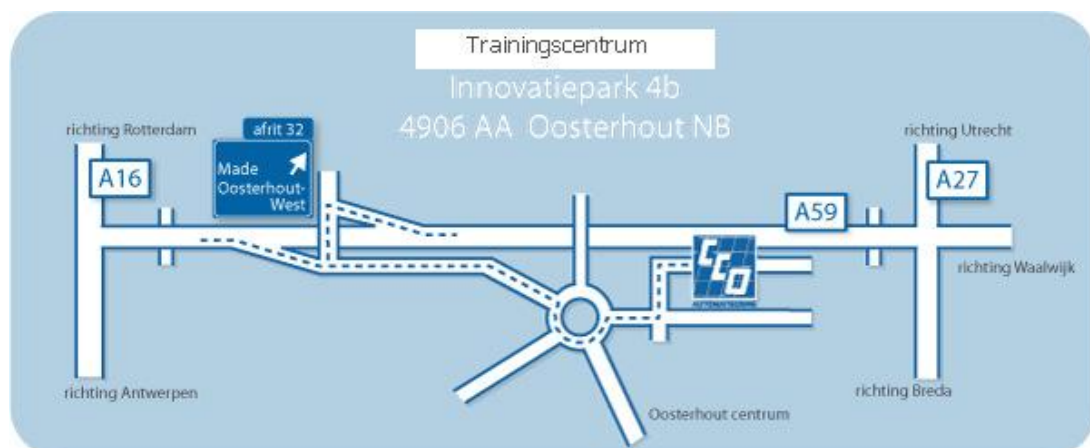 Trainingscentrum
Innovatiepark 4b
4906 AA Oosterhout NB
richting Rotterdam
afrit 32
richting Utrecht
Made
Oosterhout-
West
A16
A27
A59
CCO
richting Waalwijk
richting Antwerpen
Oosterhout centrum
richting Breda